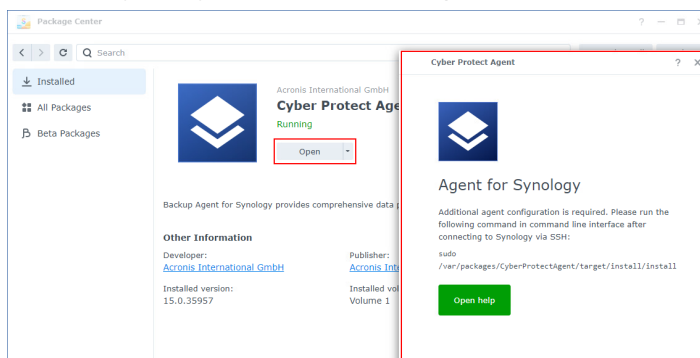 Package Center
Search
Installed
All Packages
Beta Packages
Acronis International GmbH
Cyber Protect Age
Running
Open
Backup Agent for Synology provides comprehensive data p
Other Information
Developer:
Publisher:
Acronis International GmbH
Acronis Inte
Installed version:
Installed vol
15.0.35957
Volume 1
Cyber Protect Agent
Agent for Synology
Additional agent configuration is required. Please run the
following command in command line interface after
connecting to Synology via SSH:
sudo
/var/packages/CyberProtectAgent/target/install/install
Open help